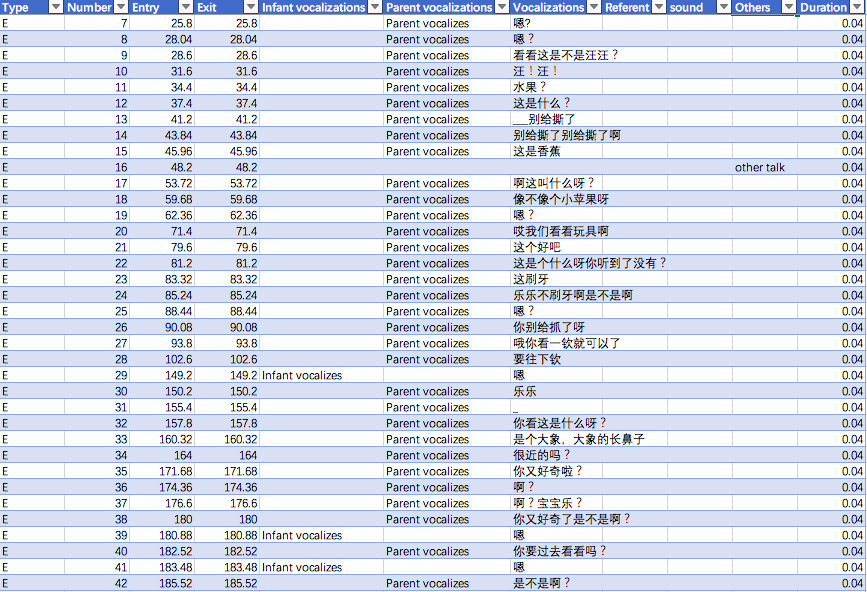 Type Number Entry Exit Infant vocalizations Parent vocalizations Vocalizations Referent sound Others Duration
E 7 25.8 25.8 Parent vocalizes 嗯? 0.04
E 8 28.04 28.04 Parent vocalizes 嗯？ 0.04
E 9 28.6 28.6 Parent vocalizes 看看这是不是汪汪？ 0.04
E 10 31.6 31.6 Parent vocalizes 汪！汪！ 0.04
E 11 34.4 34.4 Parent vocalizes 水果？ 0.04
E 12 37.4 37.4 Parent vocalizes 这是什么？ 0.04
E 13 41.2 41.2 Parent vocalizes ___别给撕了 0.04
E 14 43.84 43.84 Parent vocalizes 别给撕了别给撕了啊 0.04
E 15 45.96 45.96 Parent vocalizes 这是香蕉 0.04
E 16 48.2 48.2 other talk 0.04
E 17 53.72 53.72 Parent vocalizes 啊这叫什么呀？ 0.04
E 18 59.68 59.68 Parent vocalizes 像不像个小苹果呀 0.04
E 19 62.36 62.36 Parent vocalizes 嗯？ 0.04
E 20 71.4 71.4 Parent vocalizes 哎我们看看玩具啊 0.04
E 21 79.6 79.6 Parent vocalizes 这个好吧 0.04
E 22 81.2 81.2 Parent vocalizes 这是个什么呀你听到了没有？ 0.04
E 23 83.32 83.32 Parent vocalizes 这刷牙 0.04
E 24 85.24 85.24 Parent vocalizes 乐乐不刷牙啊是不是啊 0.04
E 25 88.44 88.44 Parent vocalizes 嗯？ 0.04
E 26 90.08 90.08 Parent vocalizes 你别给抓了呀 0.04
E 27 93.8 93.8 Parent vocalizes 哦你看一钦就可以了 0.04
E 28 102.6 102.6 Parent vocalizes 要往下钦 0.04
E 29 149.2 149.2 Infant vocalizes 嗯 0.04
E 30 150.2 150.2 Parent vocalizes 乐乐 0.04
E 31 155.4 155.4 Parent vocalizes _ 0.04
E 32 157.8 157.8 Parent vocalizes 你看这是什么呀？ 0.04
E 33 160.32 160.32 Parent vocalizes 是个大象，大象的长鼻子 0.04
E 34 164 164 Parent vocalizes 很近的吗？ 0.04
E 35 171.68 171.68 Parent vocalizes 你又好奇啦？ 0.04
E 36 174.36 174.36 Parent vocalizes 啊？ 0.04
E 37 176.6 176.6 Parent vocalizes 啊？宝宝乐？ 0.04
E 38 180 180 Parent vocalizes 你又好奇了是不是啊？ 0.04
E 39 180.88 180.88 Infant vocalizes 嗯 0.04
E 40 182.52 182.52 Parent vocalizes 你要过去看看吗？ 0.04
E 41 183.48 183.48 Infant vocalizes 嗯 0.04
E 42 185.52 185.52 Parent vocalizes 是不是啊？ 0.04